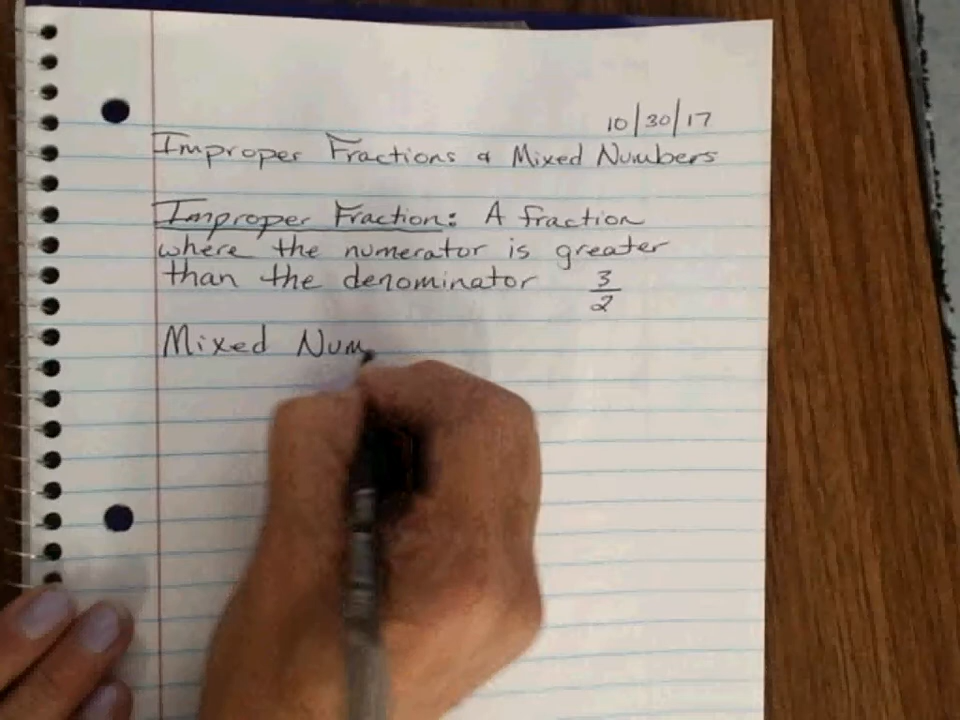 10/30/17
Improper Fractions & Mixed Numbers
Improper Fraction: A fraction
where the numerator is greater
than the denominator 3/2
Mixed Num